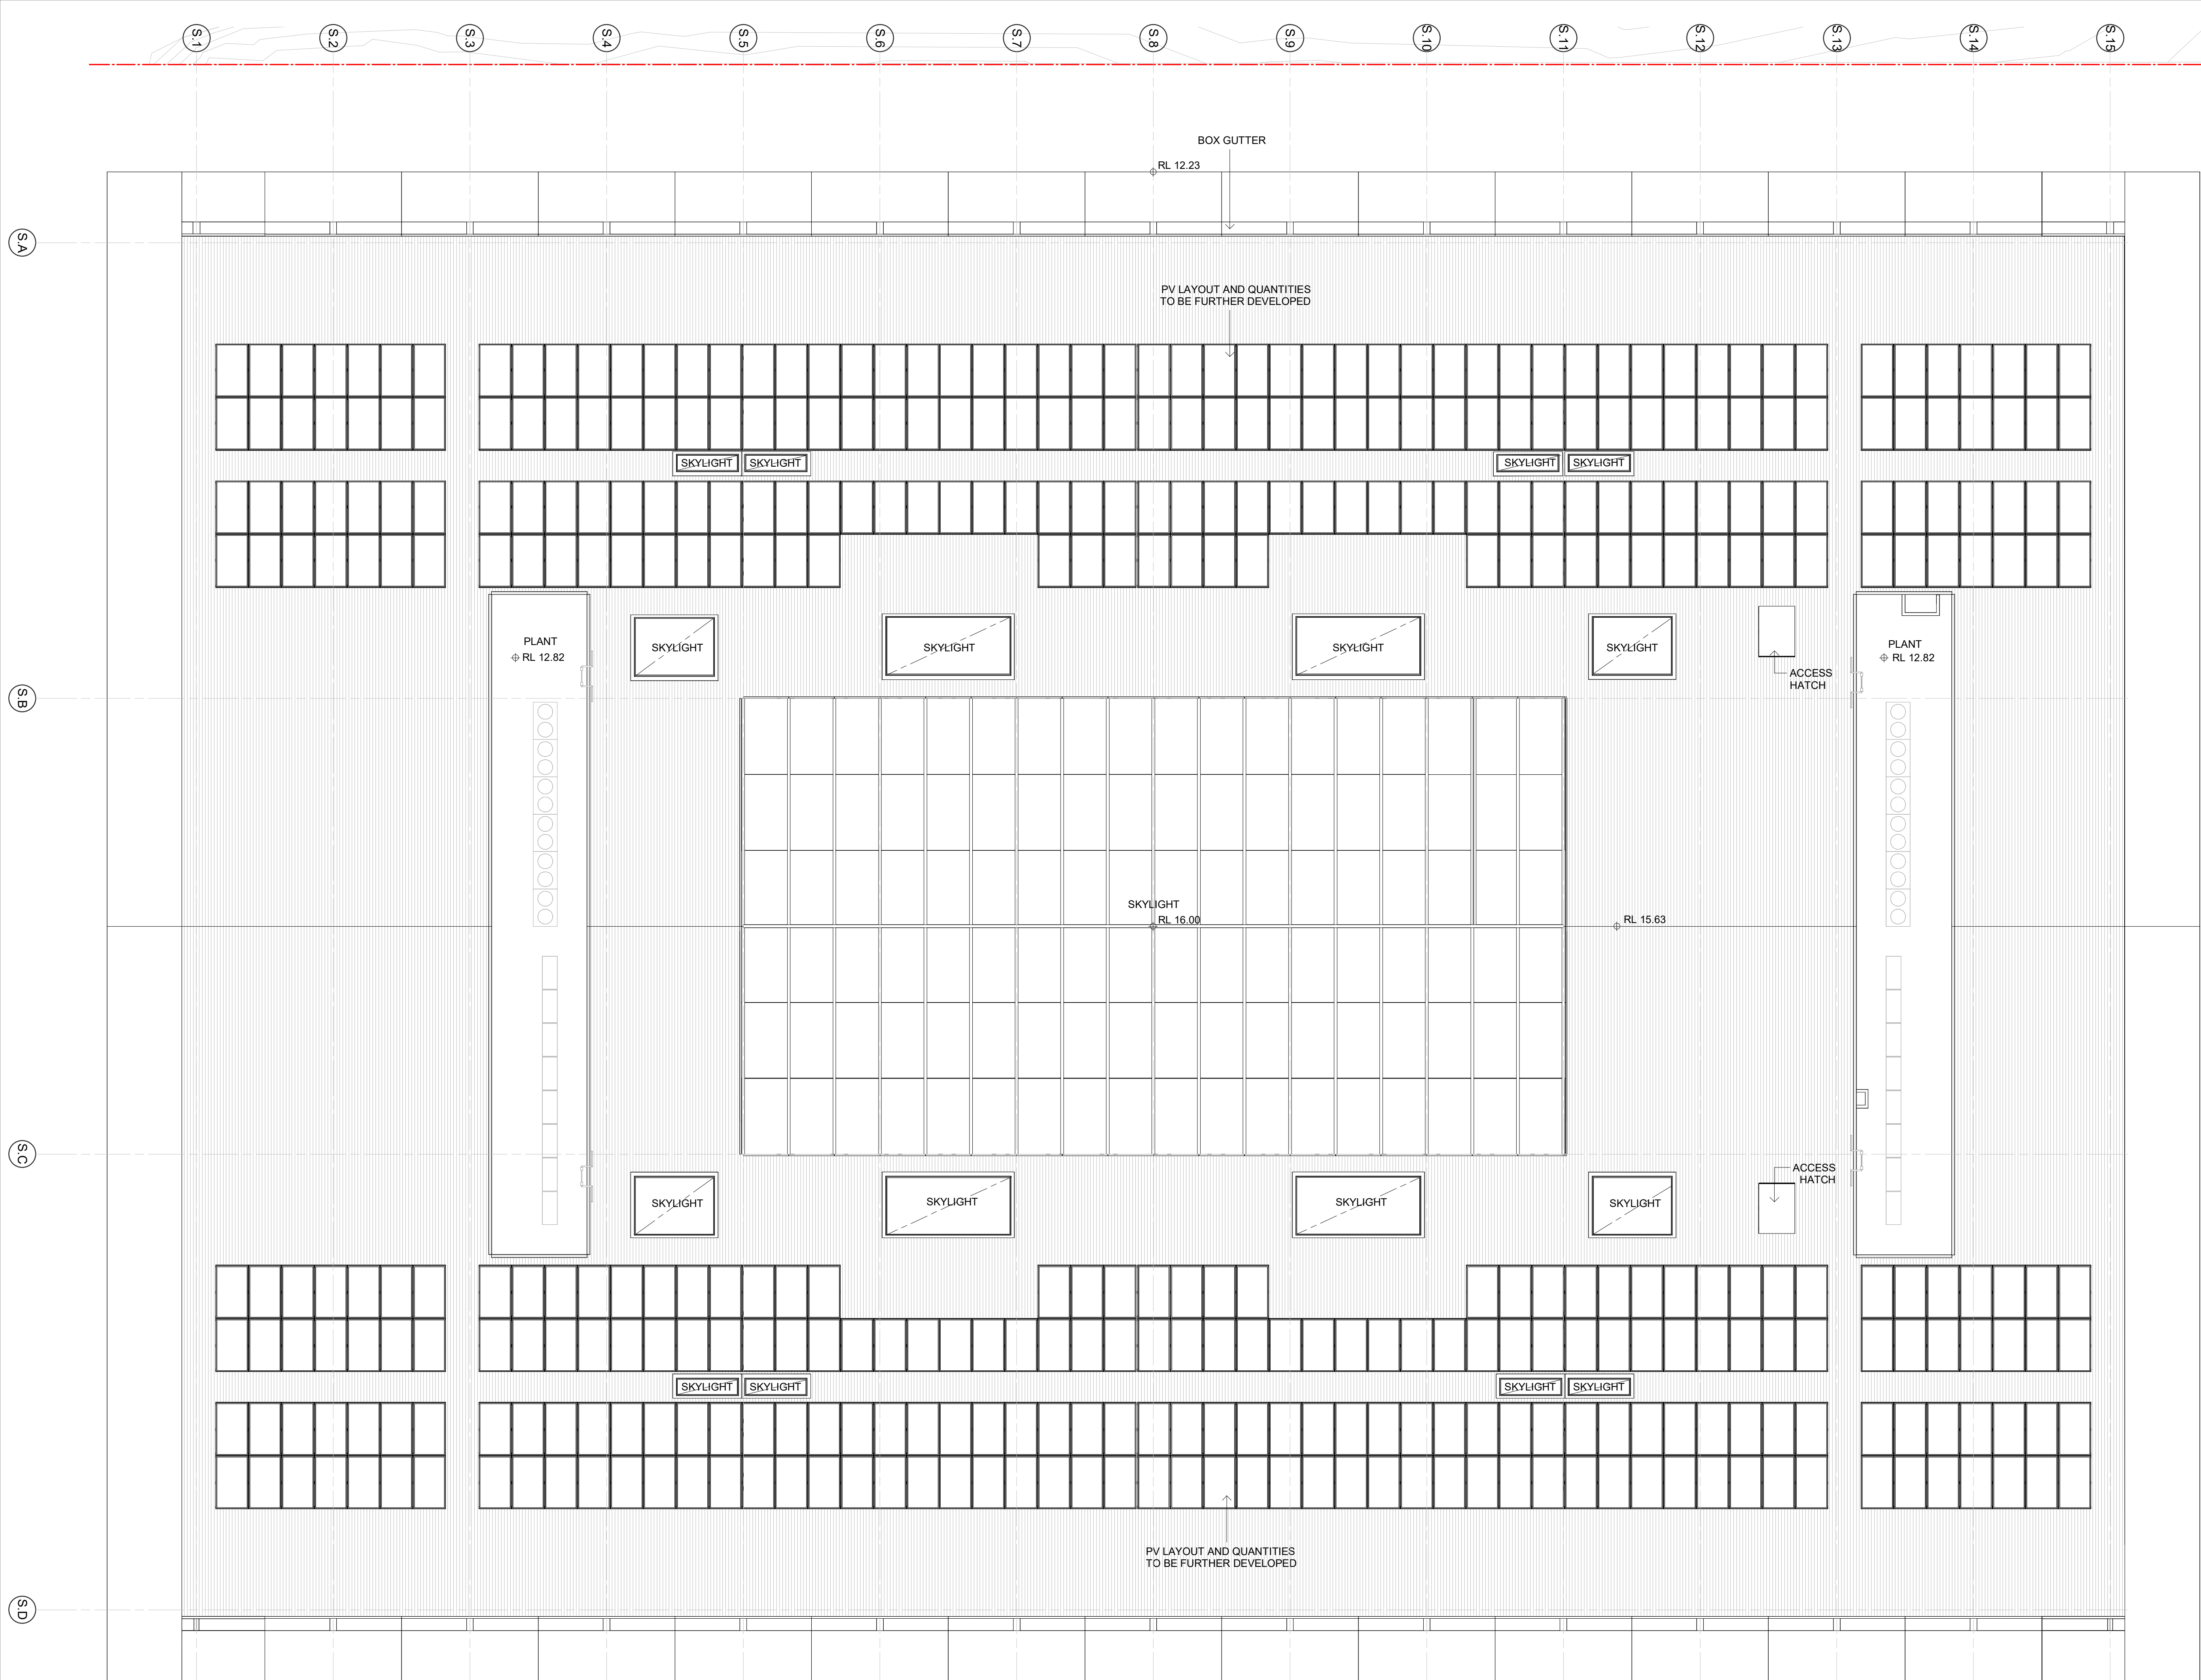 S.1 S.2 S.3 S.4 S.5 S.6 S.7 S.8 S.9 S.10 S.11 S.12 S.13 S.14 S.15
BOX GUTTER
RL 12.23
S.A
PV LAYOUT AND QUANTITIES
TO BE FURTHER DEVELOPED
SKYLIGHT SKYLIGHT SKYLIGHT SKYLIGHT
PLANT
RL 12.82
SKYLIGHT SKYLIGHT SKYLIGHT SKYLIGHT
PLANT
RL 12.82
ACCESS
HATCH
S.B
SKYLIGHT
RL 16.00
RL 15.63
S.C
ACCESS
HATCH
SKYLIGHT SKYLIGHT SKYLIGHT SKYLIGHT
SKYLIGHT SKYLIGHT SKYLIGHT SKYLIGHT
PV LAYOUT AND QUANTITIES
TO BE FURTHER DEVELOPED
S.D